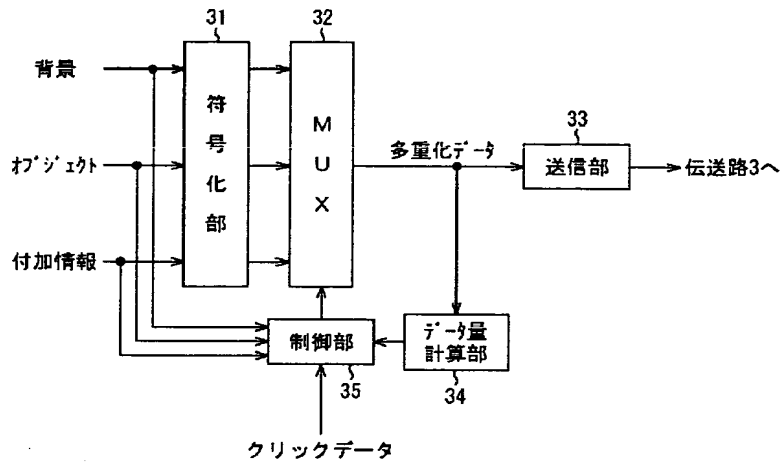 31
32
背景
符号化部
MUX
33
多重化データ
オブジェクト
送信部
伝送路3へ
付加情報
制御部
データ量
計算部
35
34
クリックデータ